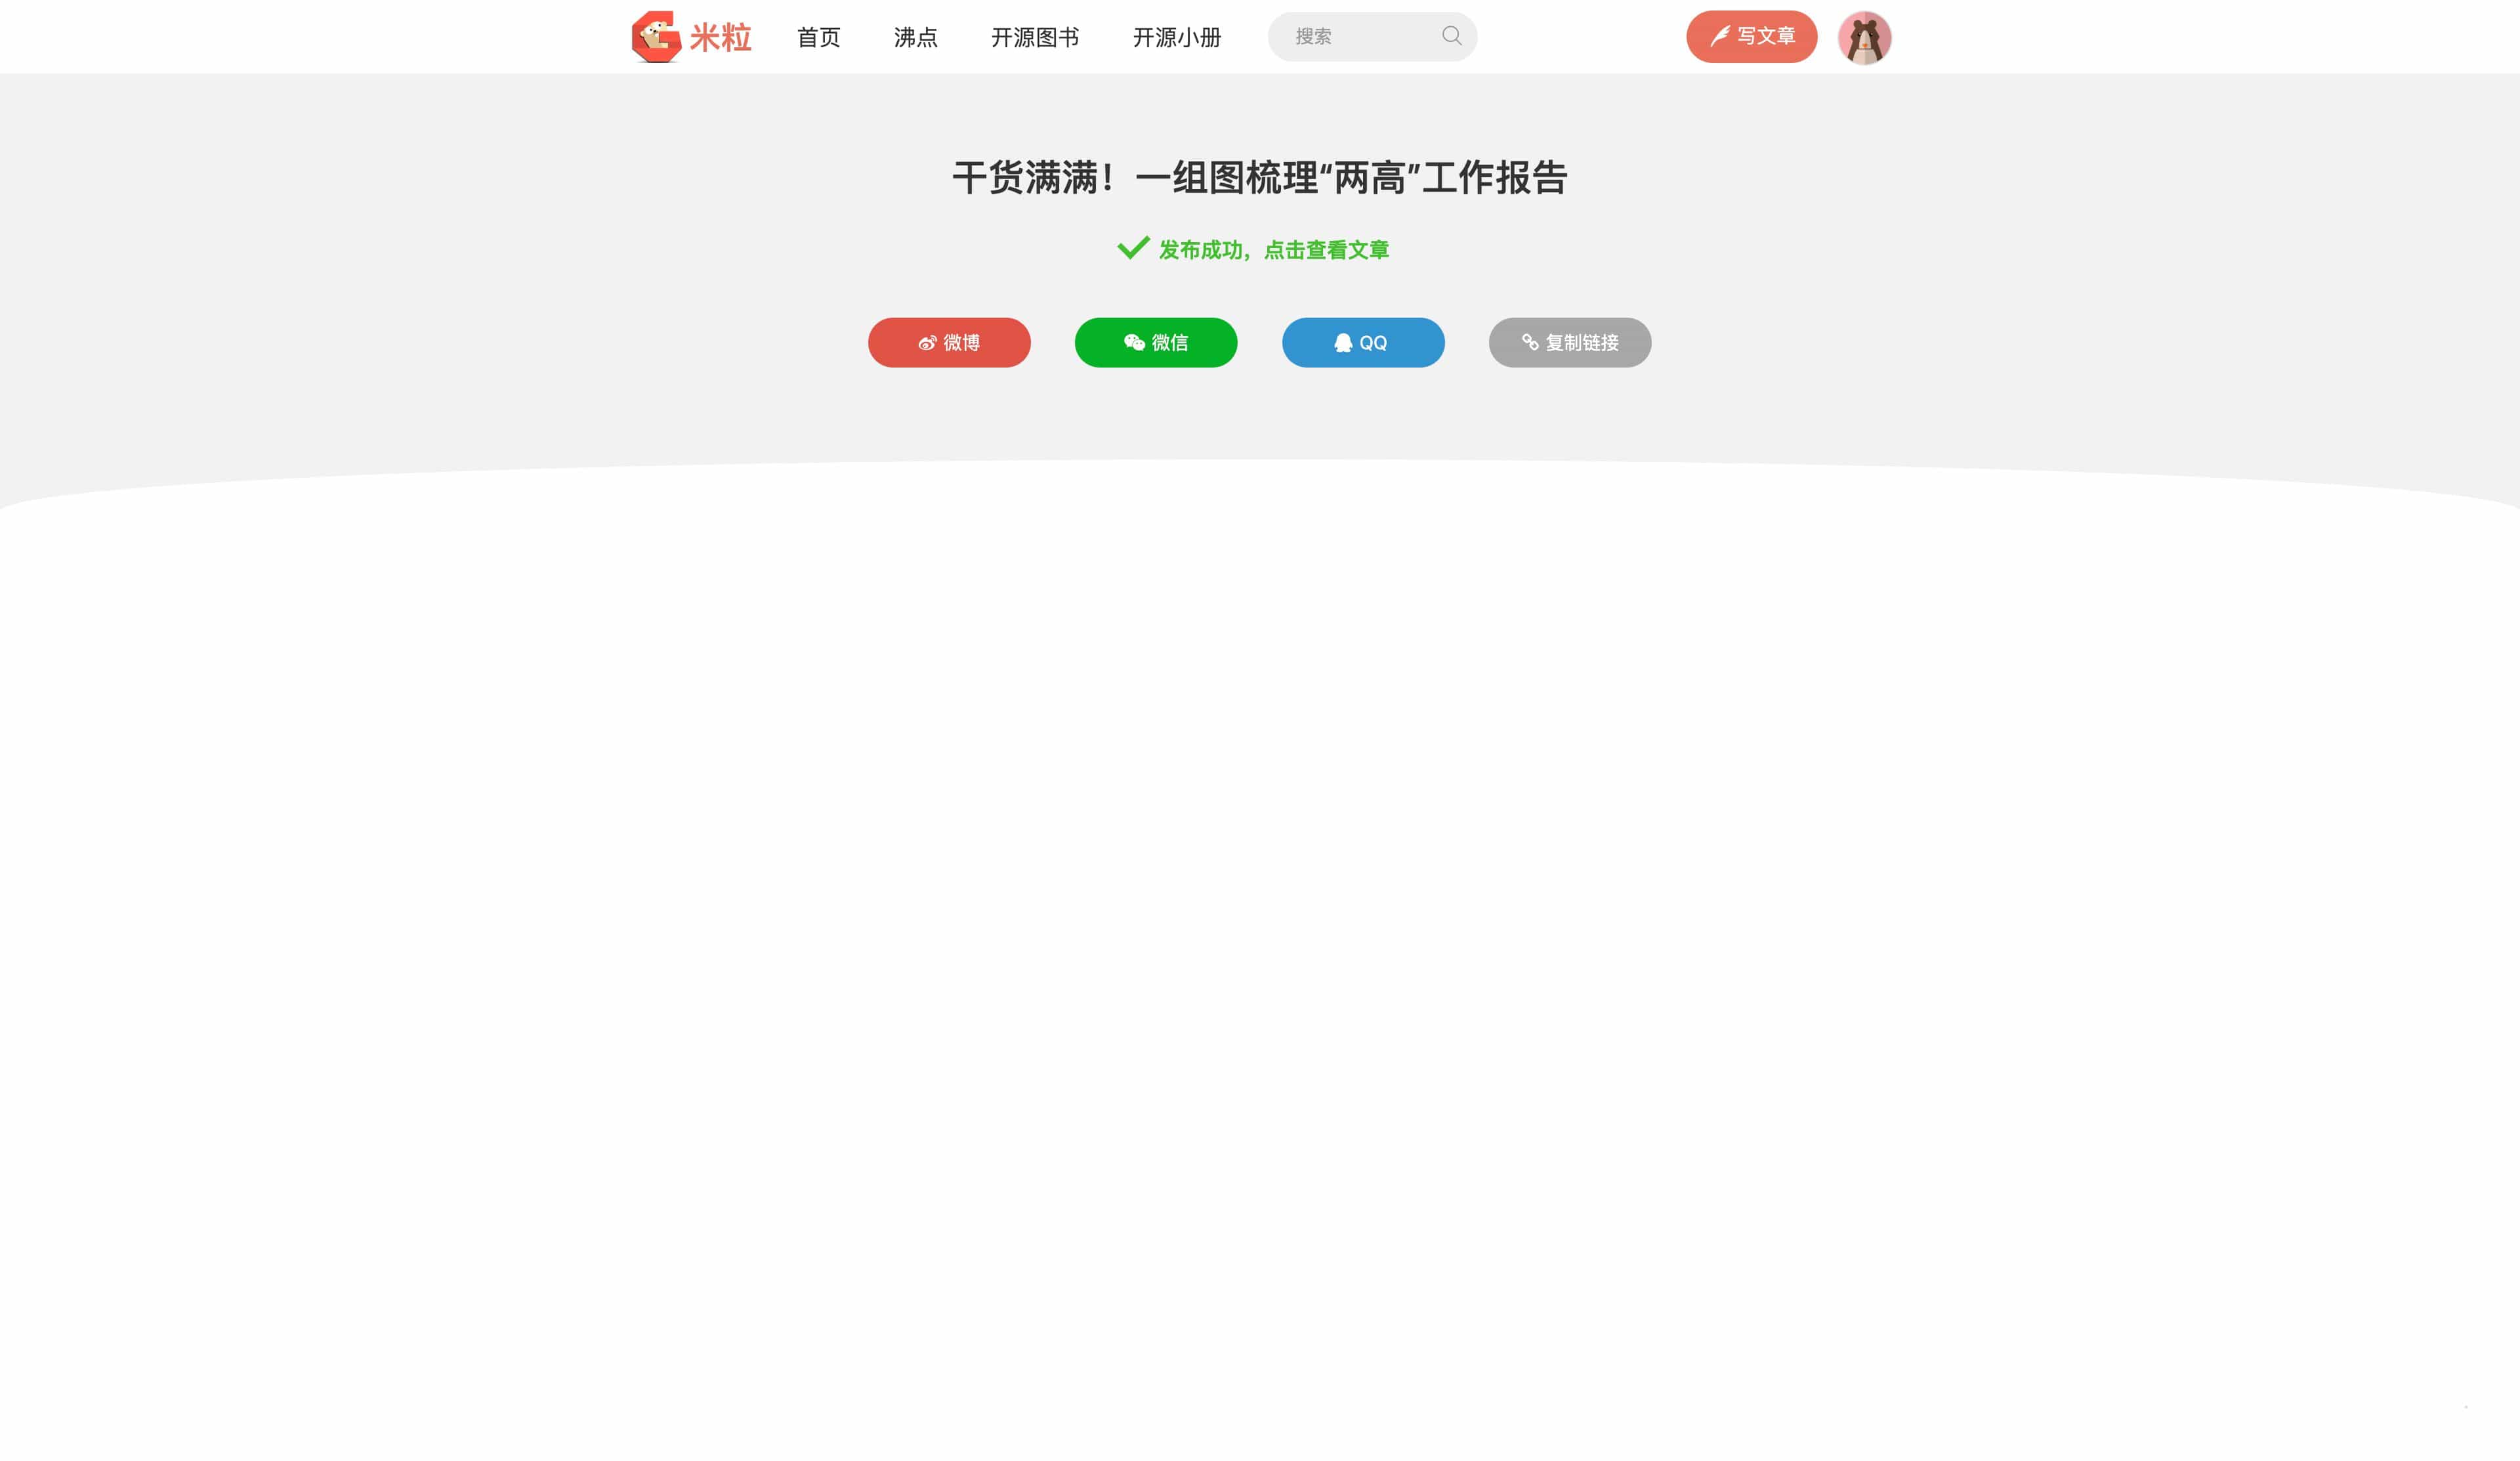 米粒 首页 沸点 开源图书 开源小册 搜索 写文章
干货满满！一组图梳理“两高”工作报告
发布成功，点击查看文章
微博 微信 QQ 复制链接